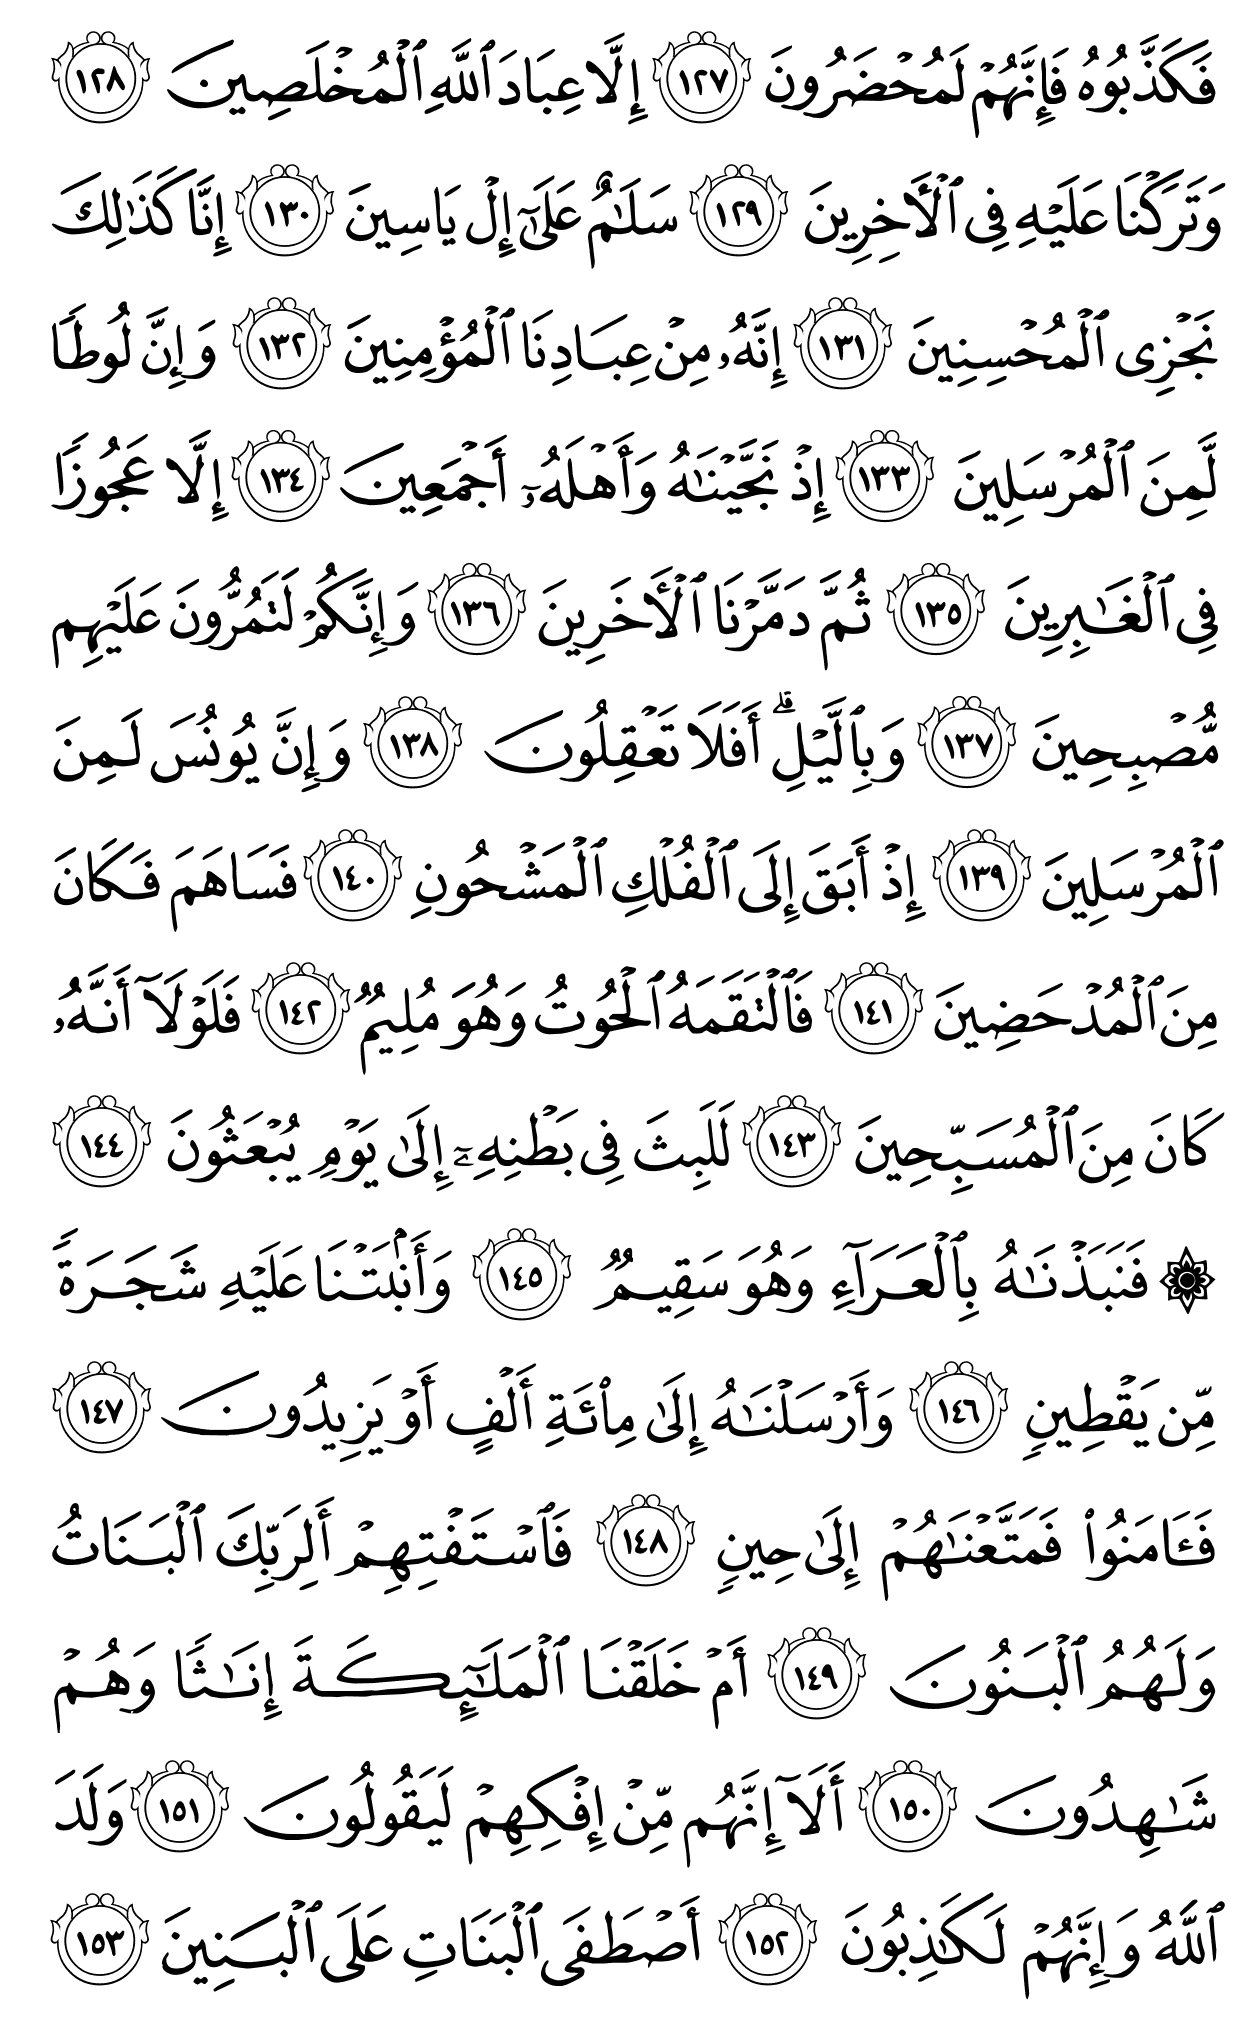 فَكَذَّبُوهُ فَإِنَّهُمْ لَمُحْضَرُونَ ١٢٧ إِلَّا عِبَادَ ٱللَّهِ ٱلْمُخْلَصِينَ ١٢٨
وَتَرَكْنَا عَلَيْهِ فِى ٱلْـَٔاخِرِينَ ١٢٩ سَلَـٰمٌ عَلَىٰٓ إِلْ يَاسِينَ ١٣٠ إِنَّا كَذَٰلِكَ
نَجْزِى ٱلْمُحْسِنِينَ ١٣١ إِنَّهُۥ مِنْ عِبَادِنَا ٱلْمُؤْمِنِينَ ١٣٢ وَإِنَّ لُوطًا
لَّمِنَ ٱلْمُرْسَلِينَ ١٣٣ إِذْ نَجَّيْنَـٰهُ وَأَهْلَهُۥٓ أَجْمَعِينَ ١٣٤ إِلَّا عَجُوزًا
فِى ٱلْغَـٰبِرِينَ ١٣٥ ثُمَّ دَمَّرْنَا ٱلْـَٔاخَرِينَ ١٣٦ وَإِنَّكُمْ لَتَمُرُّونَ عَلَيْهِم
مُّصْبِحِينَ ١٣٧ وَبِٱلَّيْلِ ۗ أَفَلَا تَعْقِلُونَ ١٣٨ وَإِنَّ يُونُسَ لَمِنَ
ٱلْمُرْسَلِينَ ١٣٩ إِذْ أَبَقَ إِلَى ٱلْفُلْكِ ٱلْمَشْحُونِ ١٤٠ فَسَاهَمَ فَكَانَ
مِنَ ٱلْمُدْحَضِينَ ١٤١ فَٱلْتَقَمَهُ ٱلْحُوتُ وَهُوَ مُلِيمٌ ١٤٢ فَلَوْلَآ أَنَّهُۥ
كَانَ مِنَ ٱلْمُسَبِّحِينَ ١٤٣ لَلَبِثَ فِى بَطْنِهِۦٓ إِلَىٰ يَوْمِ يُبْعَثُونَ ١٤٤
۞ فَنَبَذْنَـٰهُ بِٱلْعَرَآءِ وَهُوَ سَقِيمٌ ١٤٥ وَأَنۢبَتْنَا عَلَيْهِ شَجَرَةً
مِّن يَقْطِينٍ ١٤٦ وَأَرْسَلْنَـٰهُ إِلَىٰ مِا۟ئَةِ أَلْفٍ أَوْ يَزِيدُونَ ١٤٧
فَـَٔامَنُوا۟ فَمَتَّعْنَـٰهُمْ إِلَىٰ حِينٍ ١٤٨ فَٱسْتَفْتِهِمْ أَلِرَبِّكَ ٱلْبَنَاتُ
وَلَهُمُ ٱلْبَنُونَ ١٤٩ أَمْ خَلَقْنَا ٱلْمَلَـٰٓئِكَةَ إِنَـٰثًا وَهُمْ
شَـٰهِدُونَ ١٥٠ أَلَآ إِنَّهُم مِّنْ إِفْكِهِمْ لَيَقُولُونَ ١٥١ وَلَدَ
ٱللَّهُ وَإِنَّهُمْ لَكَـٰذِبُونَ ١٥٢ أَصْطَفَى ٱلْبَنَاتِ عَلَى ٱلْبَنِينَ ١٥٣